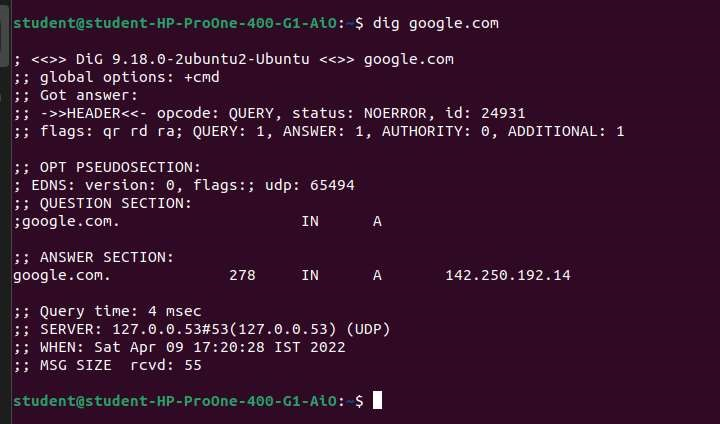 student@student-HP-ProOne-400-G1-AiO:~$ dig google.com
; <<>> DiG 9.18.0-2ubuntu2-Ubuntu <<>> google.com
;; global options: +cmd
;; Got answer:
;; ->>HEADER<<- opcode: QUERY, status: NOERROR, id: 24931
;; flags: qr rd ra; QUERY: 1, ANSWER: 1, AUTHORITY: 0, ADDITIONAL: 1
;; OPT PSEUDOSECTION:
; EDNS: version: 0, flags:; udp: 65494
;; QUESTION SECTION:
;google.com. IN A
;; ANSWER SECTION:
google.com. 278 IN A 142.250.192.14
;; Query time: 4 msec
;; SERVER: 127.0.0.53#53(127.0.0.53) (UDP)
;; WHEN: Sat Apr 09 17:20:28 IST 2022
;; MSG SIZE rcvd: 55
student@student-HP-ProOne-400-G1-AiO:~$